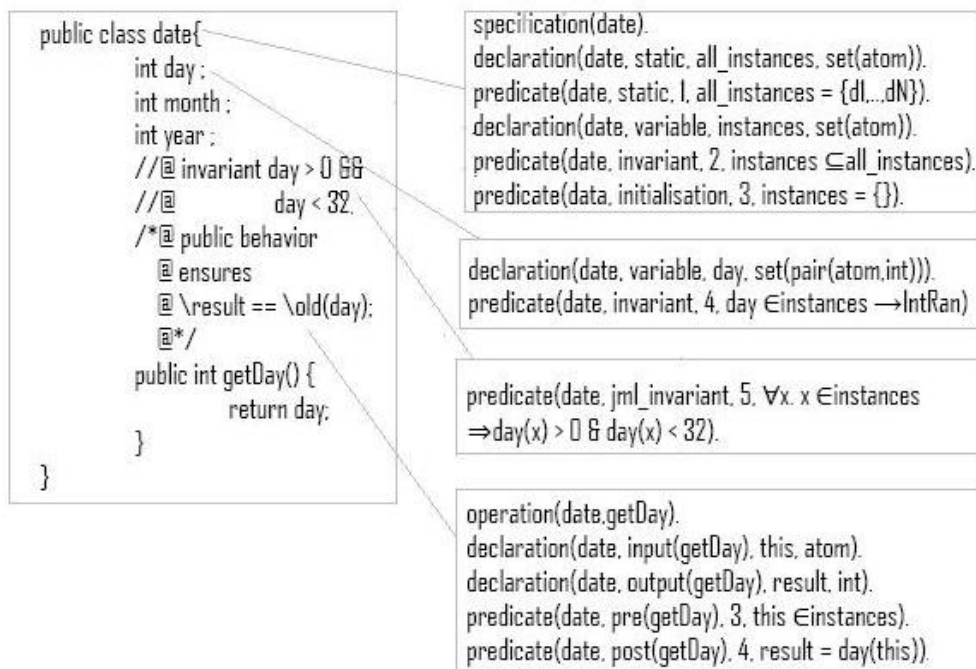 public class date{
int day ;
int month ;
int year ;
//@ invariant day > 0 &&
//@ day < 32,
/*@ public behavior
@ ensures
@ \result == \old(day);
@*/
public int getDay() {
return day;
}
}
specification(date).
declaration(date, static, all_instances, set(atom)).
predicate(date, static, 1, all_instances = {d1,..,dN}).
declaration(date, variable, instances, set(atom)).
predicate(date, invariant, 2, instances ⊆all_instances).
predicate(data, initialisation, 3, instances = {}).
declaration(date, variable, day, set(pair(atom,int))).
predicate(date, invariant, 4, day ∈instances →IntRan)
predicate(date, jml_invariant, 5, ∀x. x ∈instances
⇒day(x) > 0 & day(x) < 32).
operation(date,getDay).
declaration(date, input(getDay), this, atom).
declaration(date, output(getDay), result, int).
predicate(date, pre(getDay), 3, this ∈instances).
predicate(date, post(getDay), 4, result = day(this)).